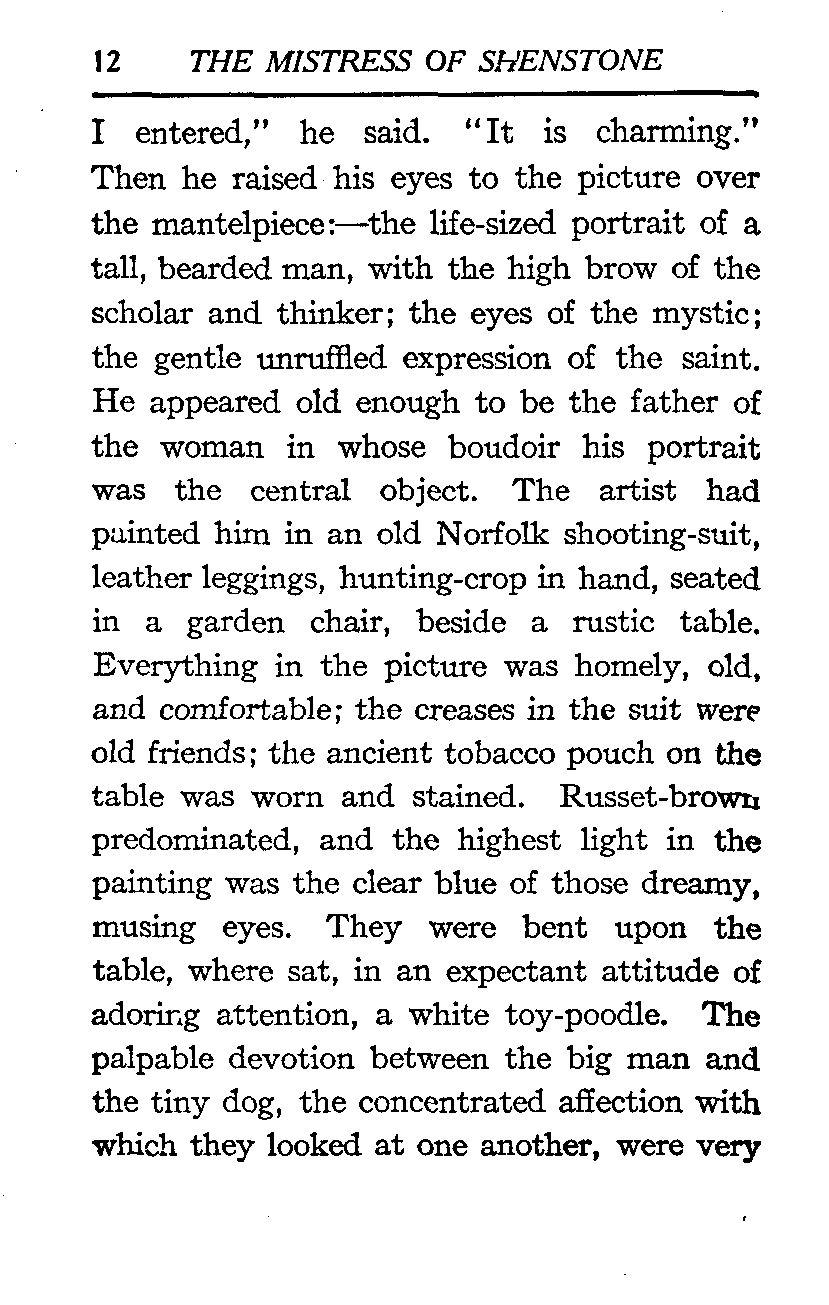 12 THE MISTRESS OF SHENSTONE
I entered," he said. "It is charming."
Then he raised his eyes to the picture over
the mantelpiece:—the life-sized portrait of a
tall, bearded man, with the high brow of the
scholar and thinker; the eyes of the mystic;
the gentle unruffled expression of the saint.
He appeared old enough to be the father of
the woman in whose boudoir his portrait
was the central object. The artist had
painted him in an old Norfolk shooting-suit,
leather leggings, hunting-crop in hand, seated
in a garden chair, beside a rustic table.
Everything in the picture was homely, old,
and comfortable; the creases in the suit were
old friends; the ancient tobacco pouch on the
table was worn and stained. Russet-brown
predominated, and the highest light in the
painting was the clear blue of those dreamy,
musing eyes. They were bent upon the
table, where sat, in an expectant attitude of
adoring attention, a white toy-poodle. The
palpable devotion between the big man and
the tiny dog, the concentrated affection with
which they looked at one another, were very